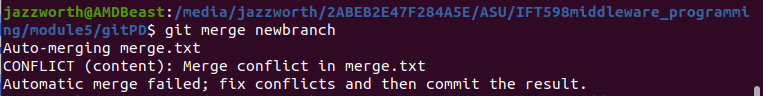 jazzworth@AMDBeast:/media/jazzworth/2ABEB2E47F284A5E/ASU/IFT598middleware_programmi
ng/module5/gitPD$ git merge newbranch
Auto-merging merge.txt
CONFLICT (content): Merge conflict in merge.txt
Automatic merge failed; fix conflicts and then commit the result.